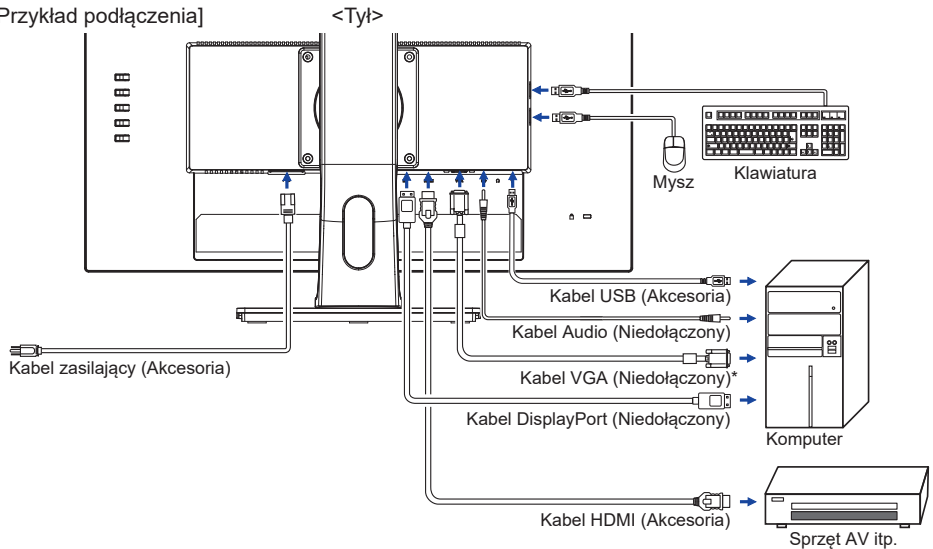 Przykład podłączenia]
<Tył>
Mysz
Klawiatura
Kabel USB (Akcesoria)
Kabel Audio (Niedołączony)
Kabel zasilający (Akcesoria)
Kabel VGA (Niedołączony)*
Kabel DisplayPort (Niedołączony)
Komputer
Kabel HDMI (Akcesoria)
Sprzęt AV itp.